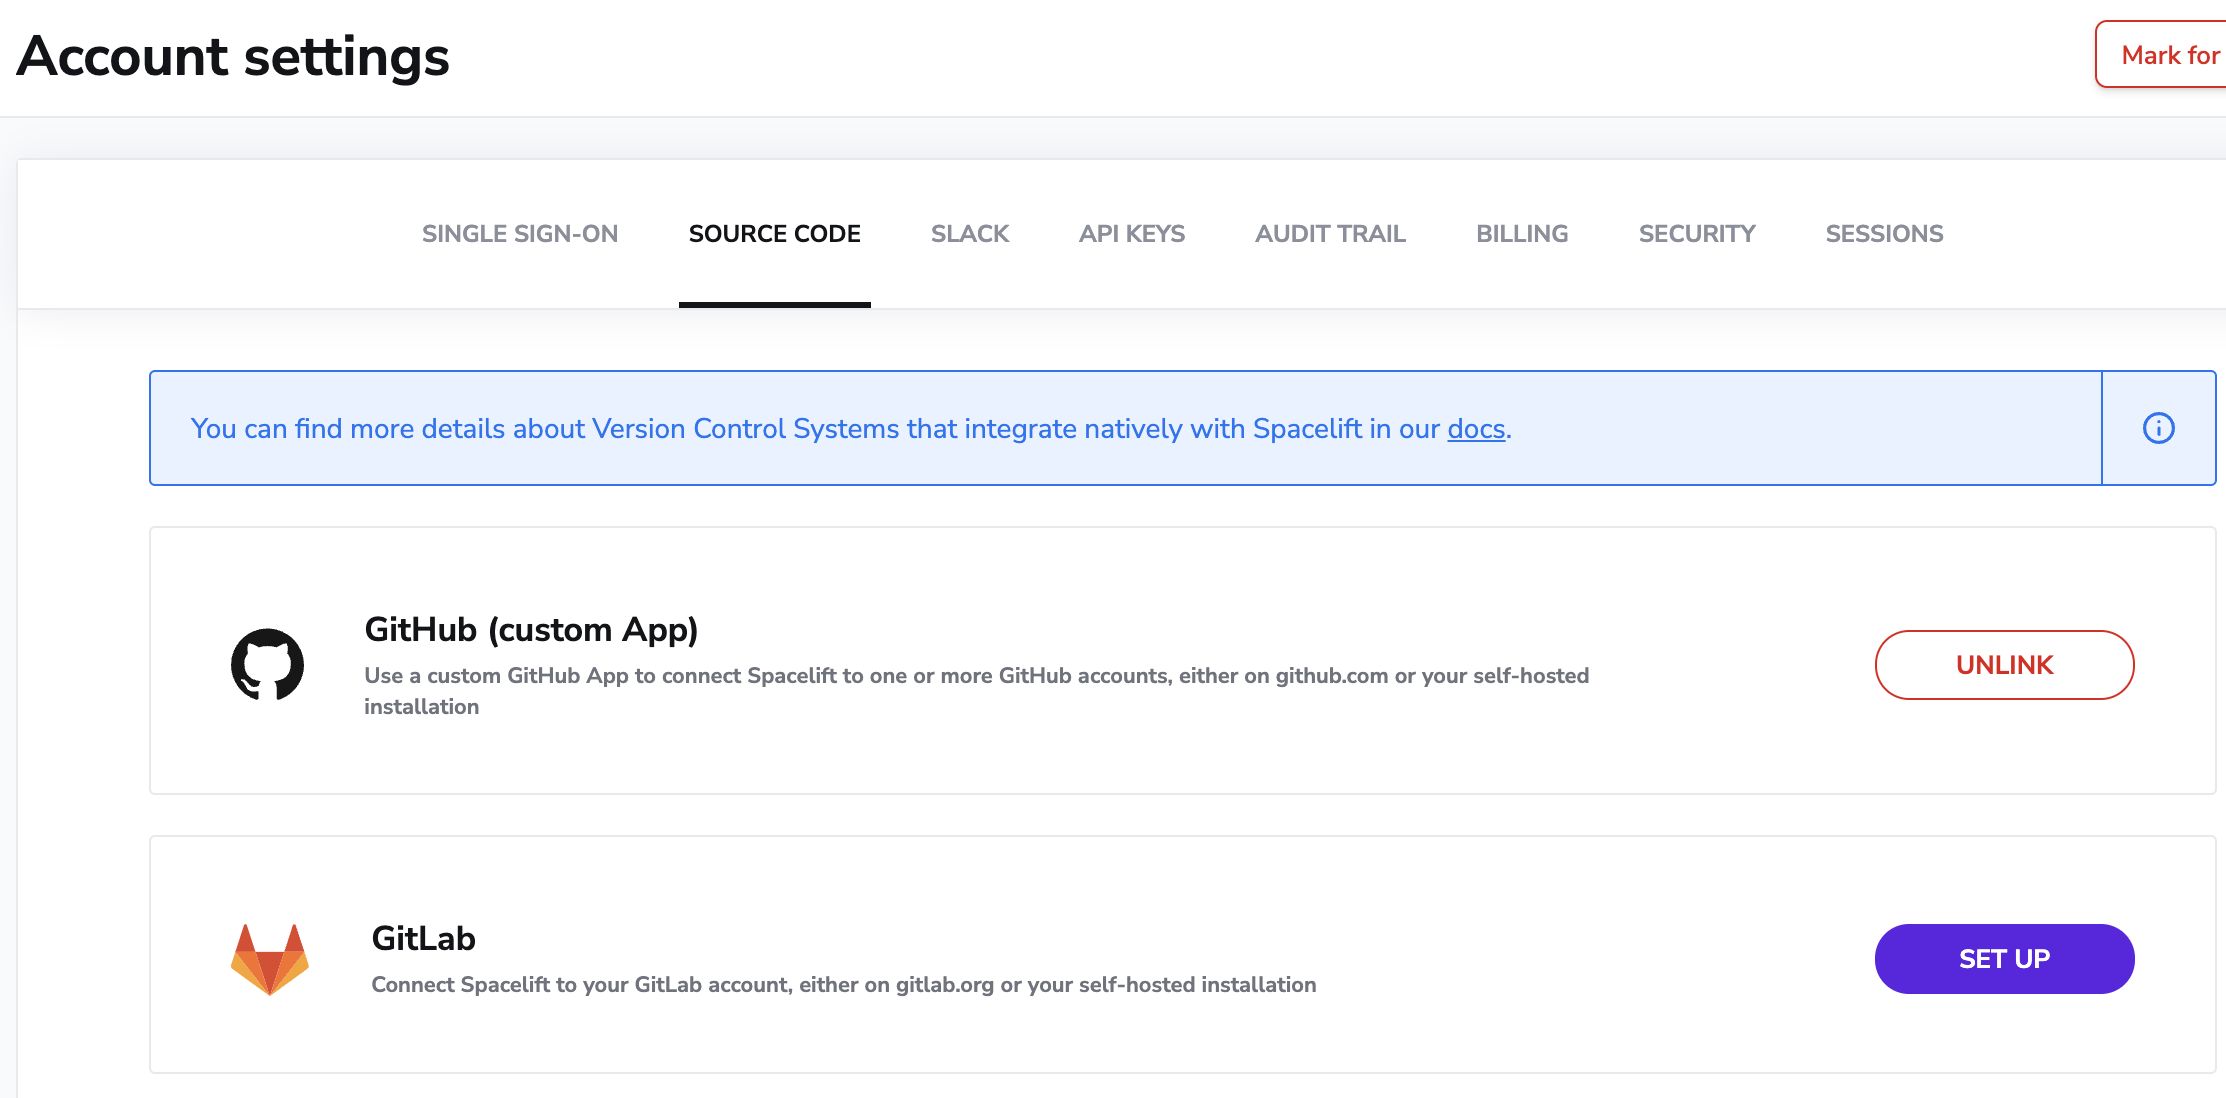 Account settings
Mark for
SINGLE SIGN-ON SOURCE CODE SLACK API KEYS AUDIT TRAIL BILLING SECURITY SESSIONS
You can find more details about Version Control Systems that integrate natively with Spacelift in our docs.
GitHub (custom App)
Use a custom GitHub App to connect Spacelift to one or more GitHub accounts, either on github.com or your self-hosted
installation
UNLINK
GitLab
Connect Spacelift to your GitLab account, either on gitlab.org or your self-hosted installation
SET UP